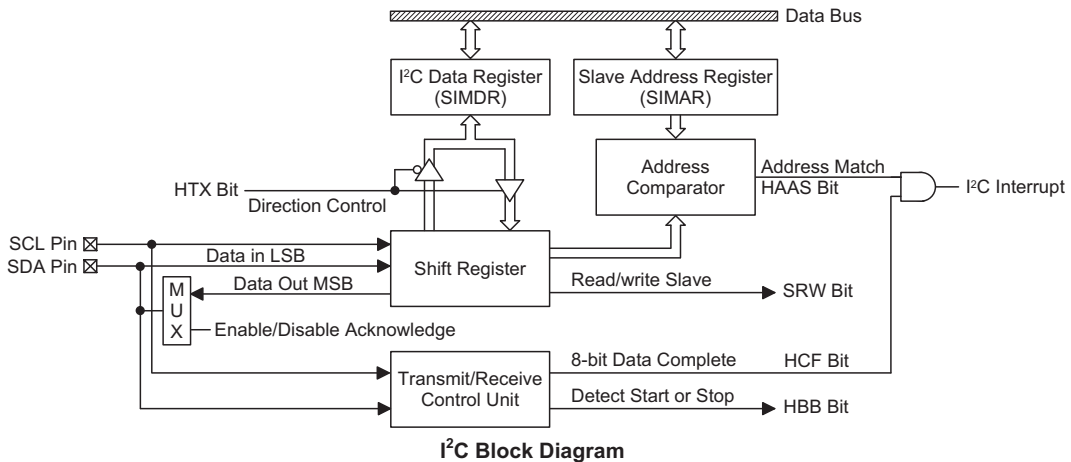 Data Bus
I²C Data Register
(SIMDR)
Slave Address Register
(SIMAR)
HTX Bit
Direction Control
Address
Comparator
Address Match
HAAS Bit
I²C Interrupt
SCL Pin
SDA Pin
Data in LSB
Shift Register
Data Out MSB
Read/write Slave
SRW Bit
M
U
X
Enable/Disable Acknowledge
Transmit/Receive
Control Unit
8-bit Data Complete
HCF Bit
Detect Start or Stop
HBB Bit
I²C Block Diagram